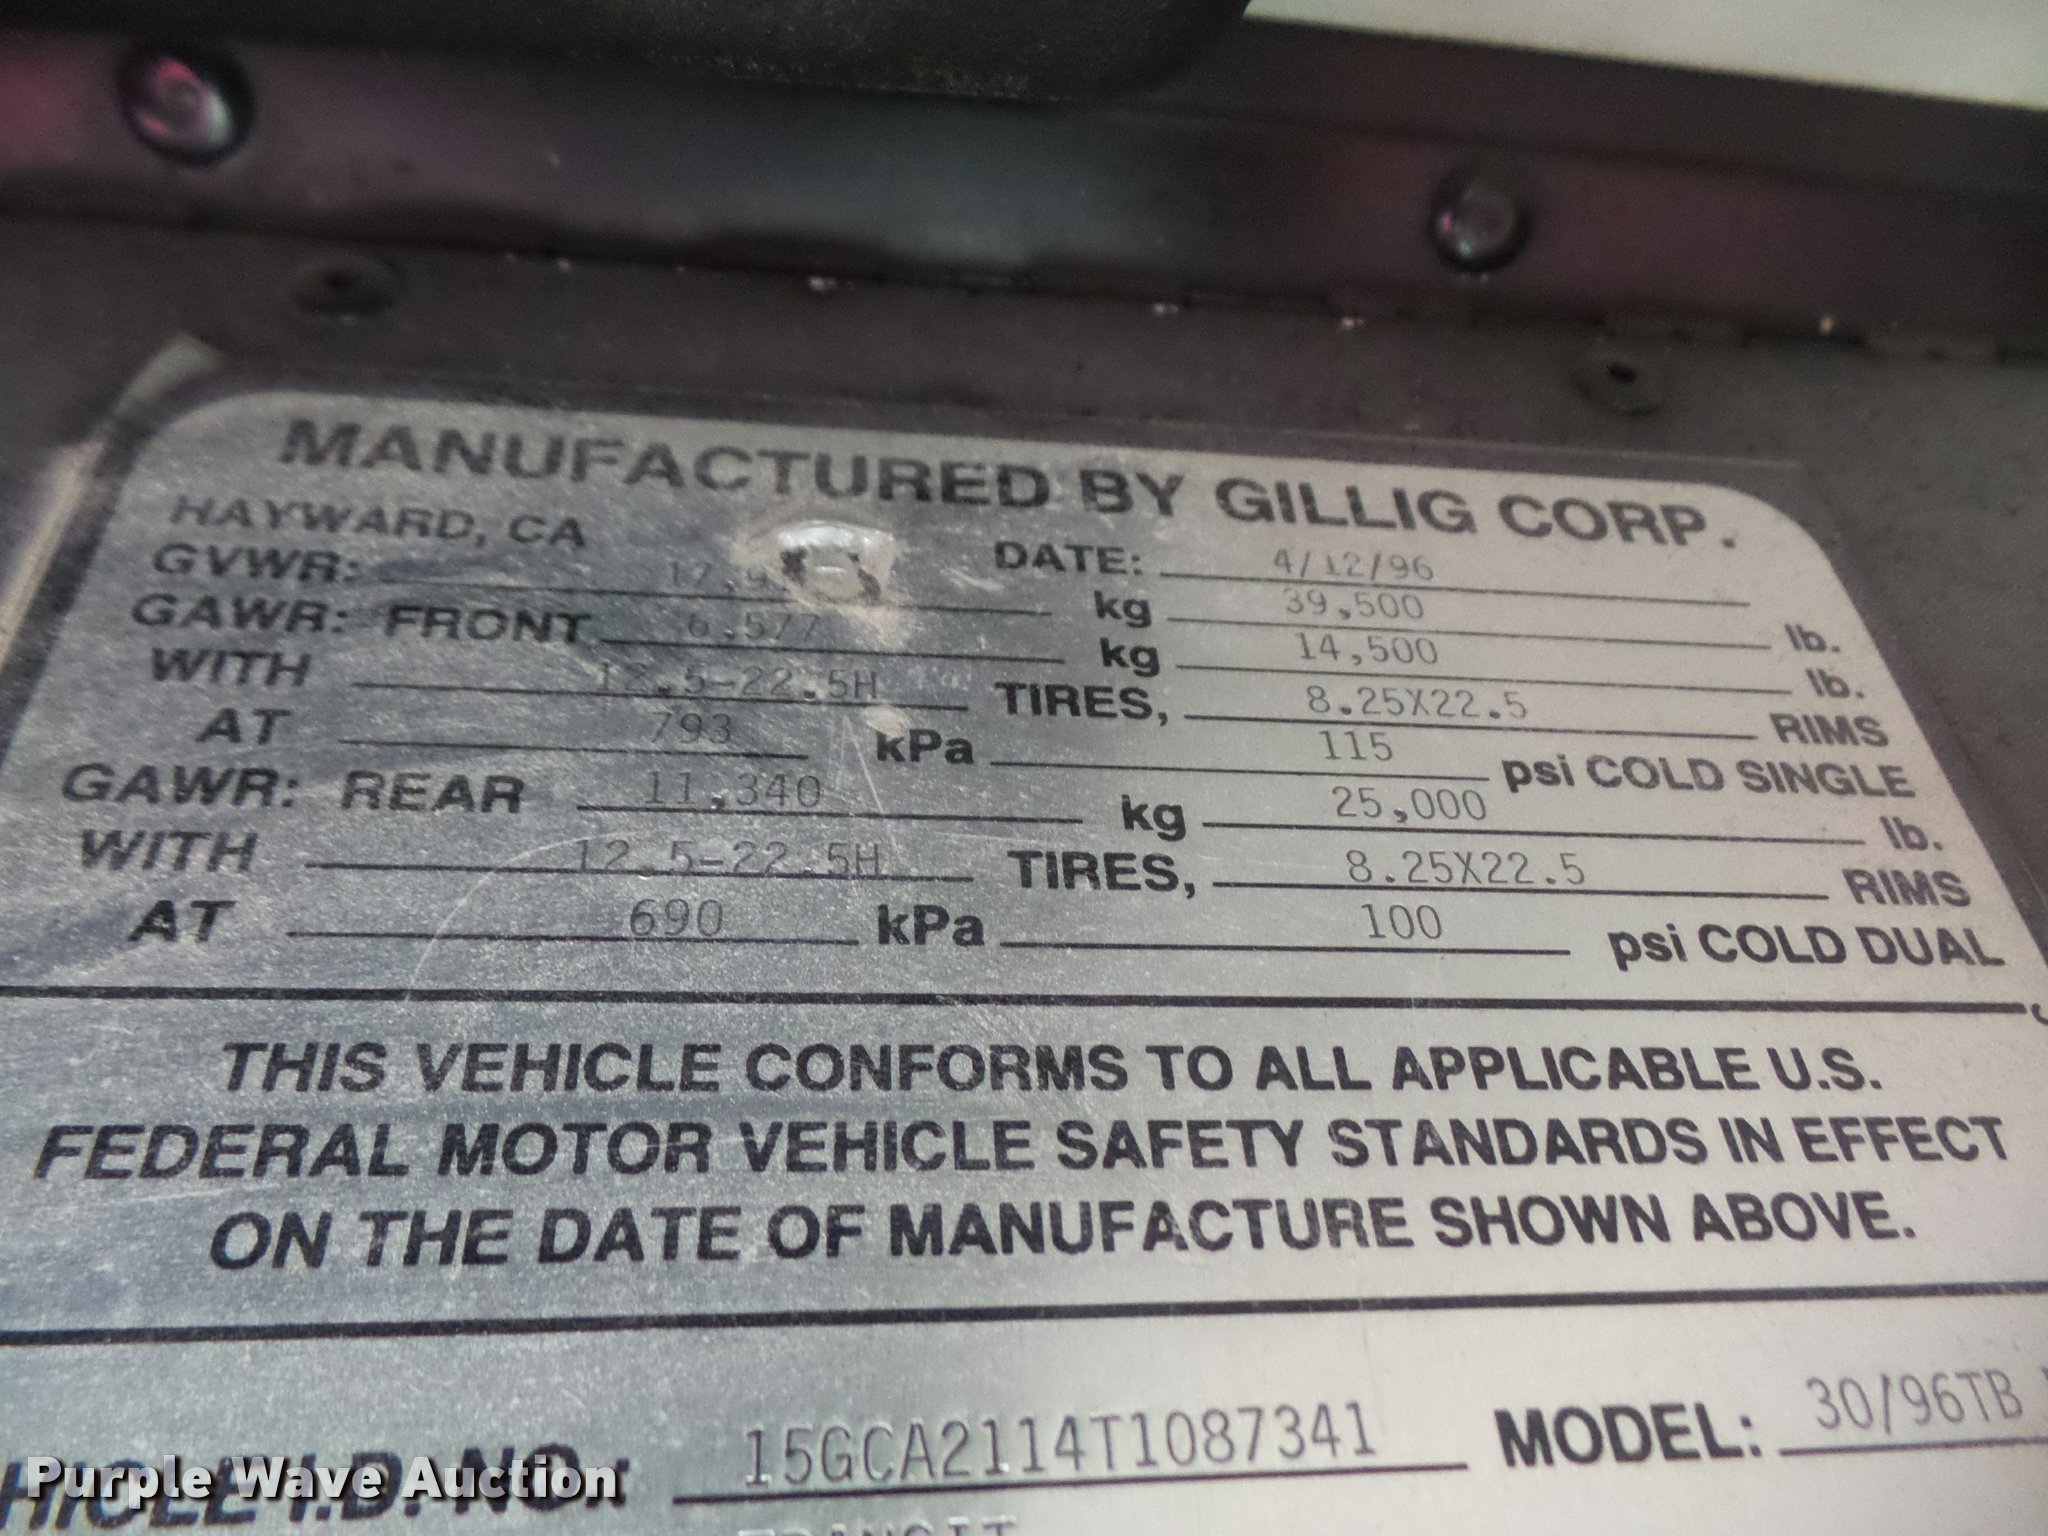 MANUFACTURED BY GILLIG CORP.
HAYWARD, CA DATE: 4/12/96
GVWR: kg 39,500 lb.
GAWR: FRONT 6,577 kg 14,500 lb.
WITH 12.5-22.5H TIRES, 8.25X22.5 RIMS
AT 793 kPa 115 psi COLD SINGLE
GAWR: REAR 11,340 kg 25,000 lb.
WITH 12.5-22.5H TIRES, 8.25X22.5 RIMS
AT 690 kPa 100 psi COLD DUAL
THIS VEHICLE CONFORMS TO ALL APPLICABLE U.S.
FEDERAL MOTOR VEHICLE SAFETY STANDARDS IN EFFECT
ON THE DATE OF MANUFACTURE SHOWN ABOVE.
HICLE I.D. NO.: 15GCA2114T1087341 MODEL: 30/96TB
Purple Wave Auction
TRANSIT